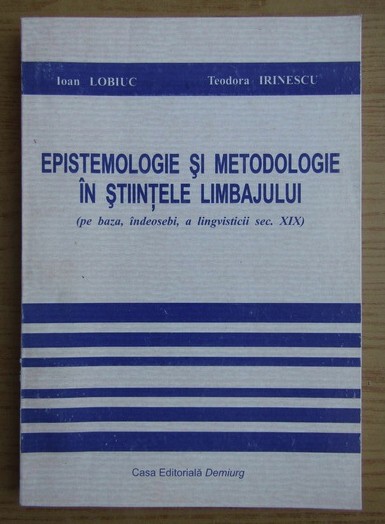 Ioan LOBIUC Teodora IRINESCU
EPISTEMOLOGIE ŞI METODOLOGIE
ÎN ŞTIINŢELE LIMBAJULUI
(pe baza, îndeosebi, a lingvisticii sec. XIX)
Casa Editorială Demiurg